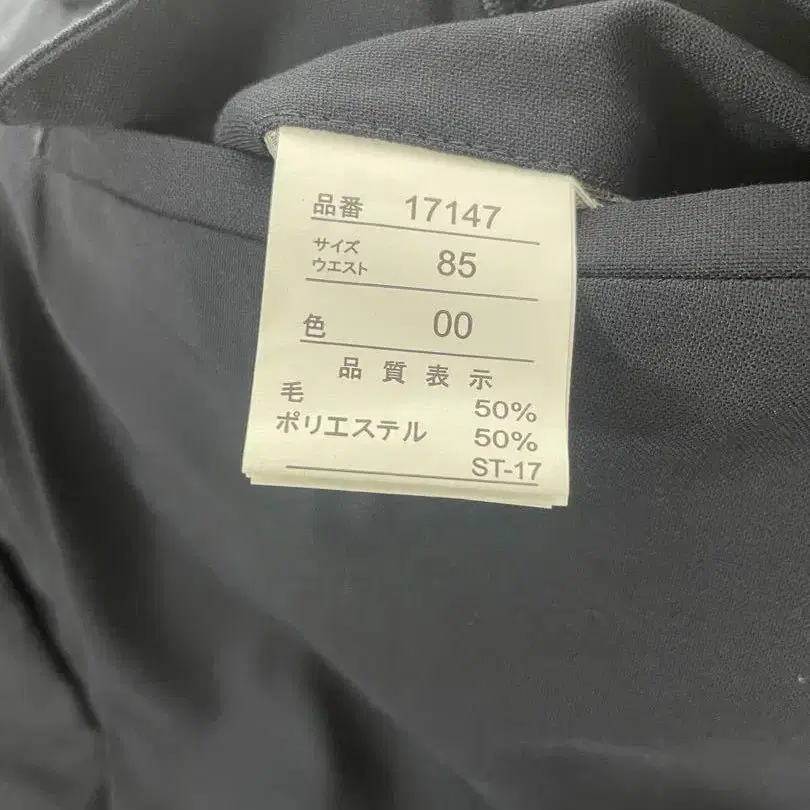 品番 17147
サイズ
ウエスト 85
色 00
品質表示
毛 50%
ポリエステル 50%
ST-17